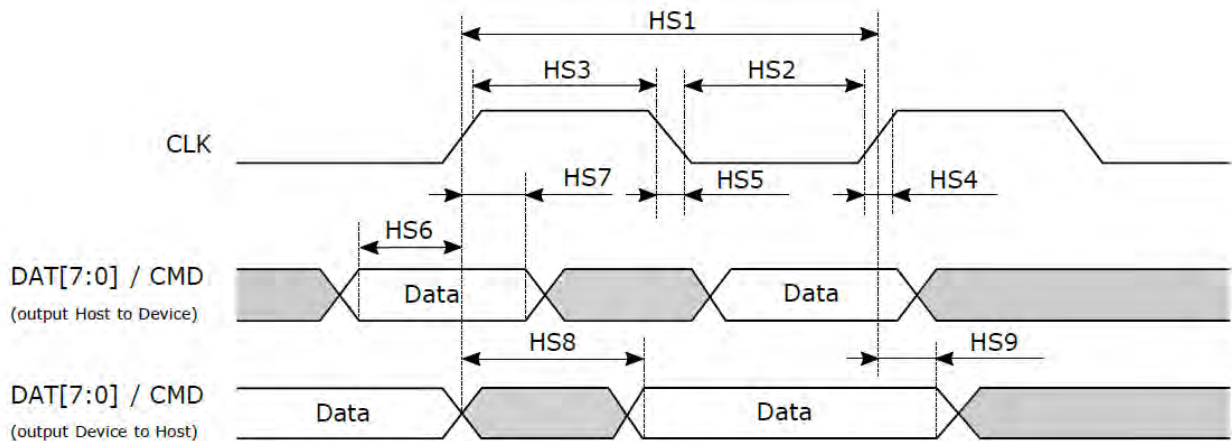 HS1
HS3
HS2
CLK
HS7
HS5
HS4
HS6
DAT[7:0] / CMD
(output Host to Device)
Data
Data
HS8
HS9
DAT[7:0] / CMD
(output Device to Host)
Data
Data